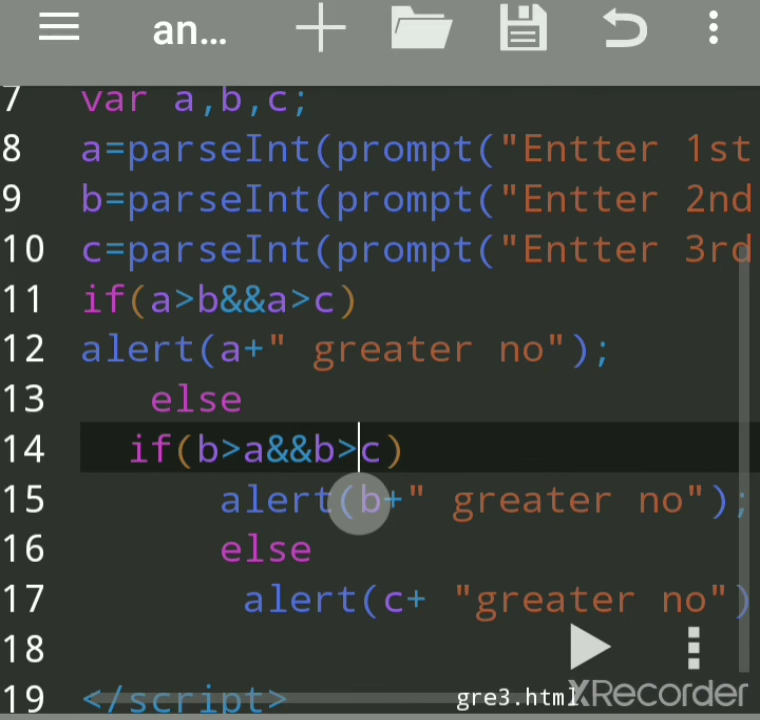 an...
7 var a,b,c;
8 a=parseInt(prompt("Entter 1st
9 b=parseInt(prompt("Entter 2nd
10 c=parseInt(prompt("Entter 3rd
11 if(a>b&&a>c)
12 alert(a+" greater no");
13 else
14 if(b>a&&b>c)
15 alert(b+" greater no");
16 else
17 alert(c+ "greater no")
18
19 </script>
gre3.html
XRecorder